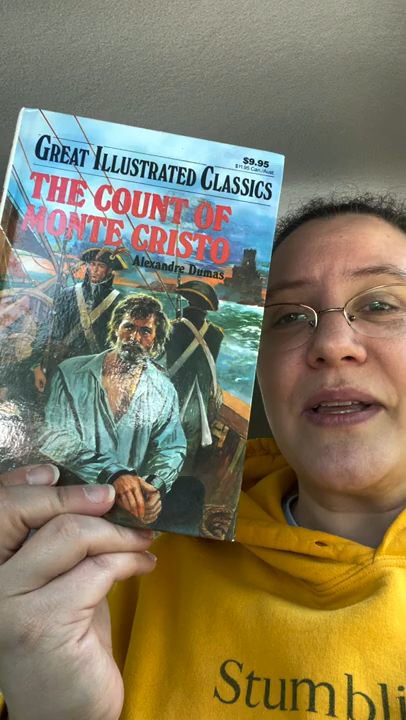 $9.95
$11.95 Can./Aust.
GREAT ILLUSTRATED CLASSICS
THE COUNT OF
MONTE CRISTO
Alexandre Dumas
Stumbli